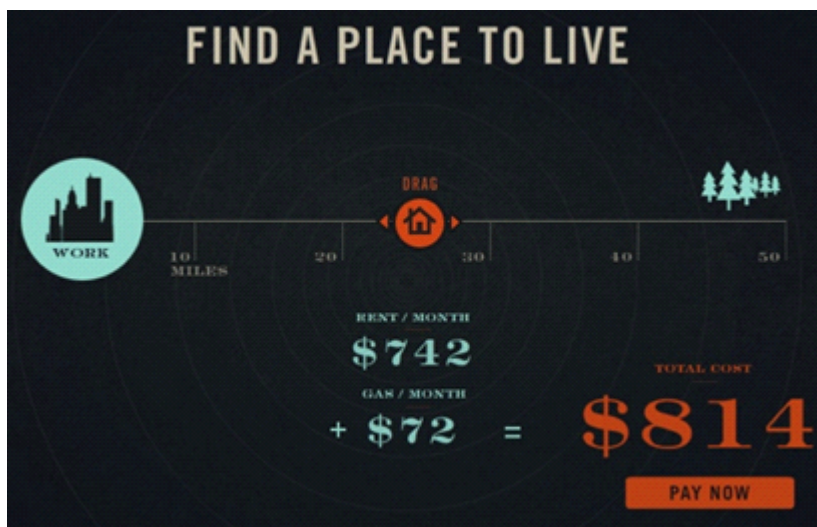 FIND A PLACE TO LIVE
DRAG
WORK
10 20 30 40 50
MILES
RENT / MONTH
$742
GAS / MONTH
+ $72 =
TOTAL COST
$814
PAY NOW